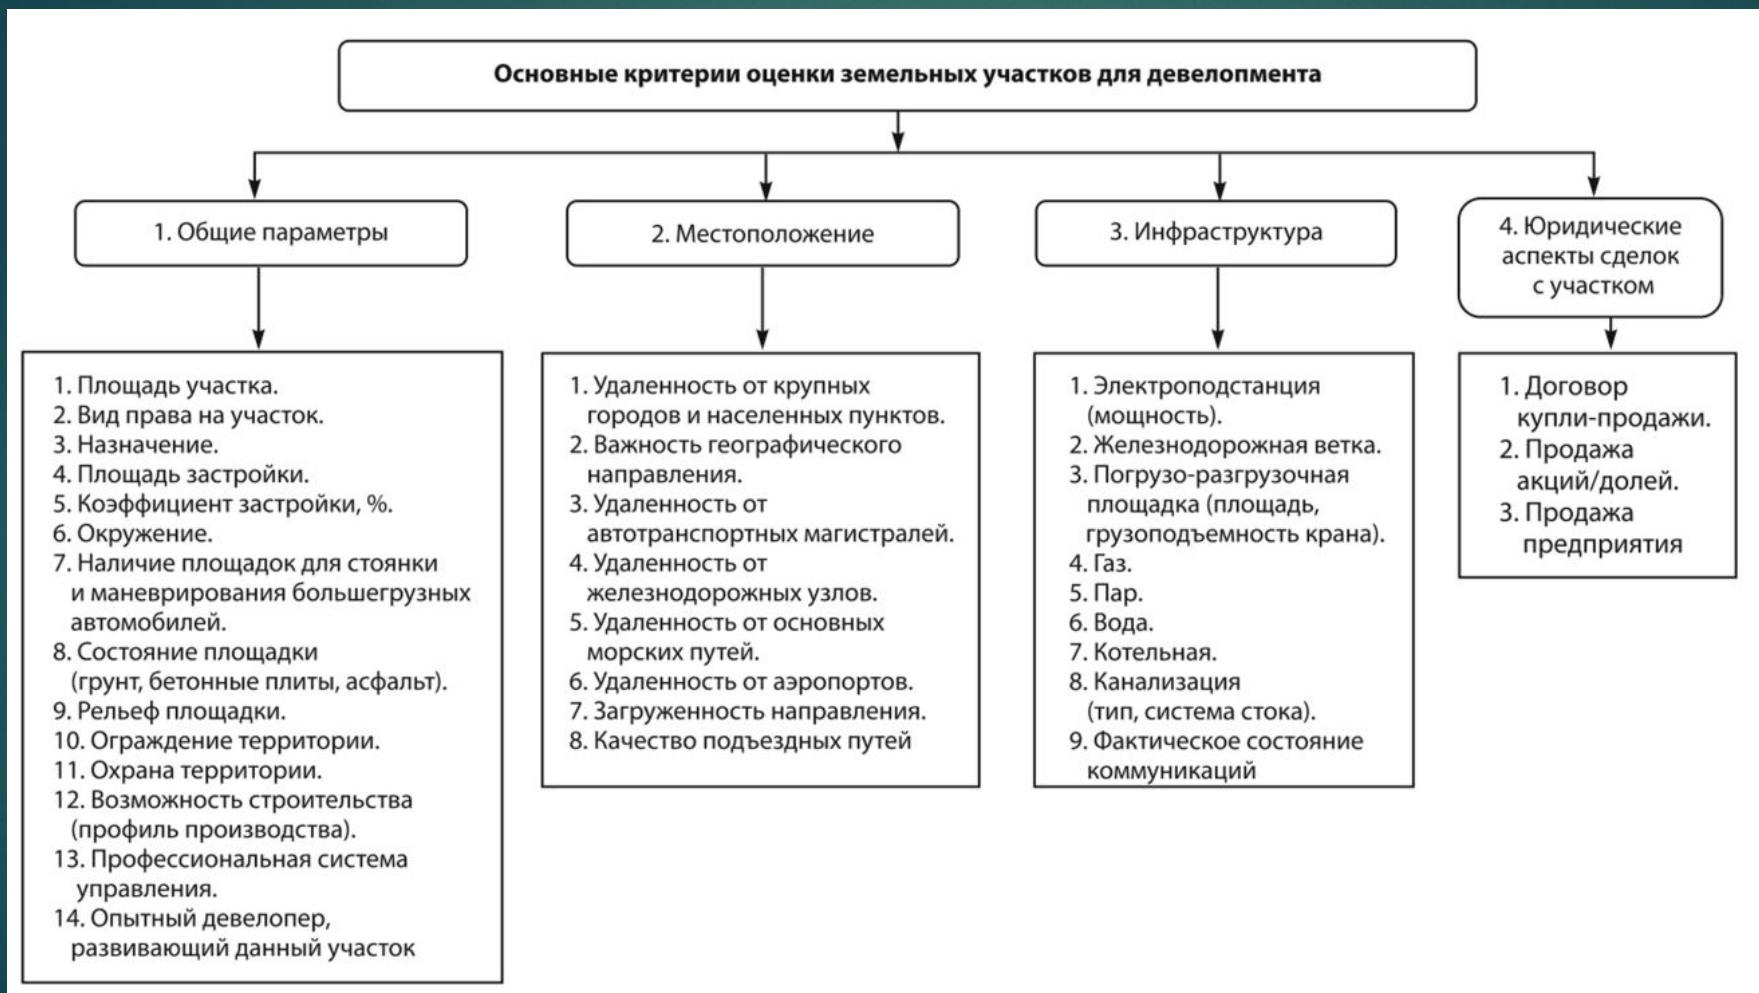 Основные критерии оценки земельных участков для девелопмента
1. Общие параметры
1. Площадь участка.
2. Вид права на участок.
3. Назначение.
4. Площадь застройки.
5. Коэффициент застройки, %.
6. Окружение.
7. Наличие площадок для стоянки
и маневрирования большегрузных
автомобилей.
8. Состояние площадки
(грунт, бетонные плиты, асфальт).
9. Рельеф площадки.
10. Ограждение территории.
11. Охрана территории.
12. Возможность строительства
(профиль производства).
13. Профессиональная система
управления.
14. Опытный девелопер,
развивающий данный участок
2. Местоположение
1. Удаленность от крупных
городов и населенных пунктов.
2. Важность географического
направления.
3. Удаленность от
автотранспортных магистралей.
4. Удаленность от
железнодорожных узлов.
5. Удаленность от основных
морских путей.
6. Удаленность от аэропортов.
7. Загруженность направления.
8. Качество подъездных путей
3. Инфраструктура
1. Электроподстанция
(мощность).
2. Железнодорожная ветка.
3. Погрузо-разгрузочная
площадка (площадь,
грузоподъемность крана).
4. Газ.
5. Пар.
6. Вода.
7. Котельная.
8. Канализация
(тип, система стока).
9. Фактическое состояние
коммуникаций
4. Юридические
аспекты сделок
с участком
1. Договор
купли-продажи.
2. Продажа
акций/долей.
3. Продажа
предприятия